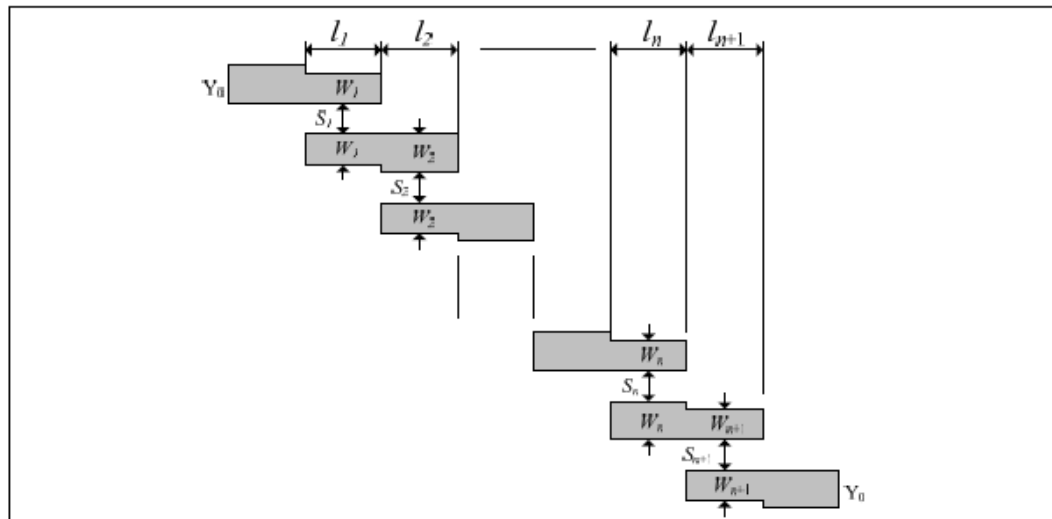 l1 l2 ln ln+1
Y0 W1
S1
W1 W2
S2
W2
Wn
Sn
Wn Wn+1
Sn+1
Wn+1 Y0